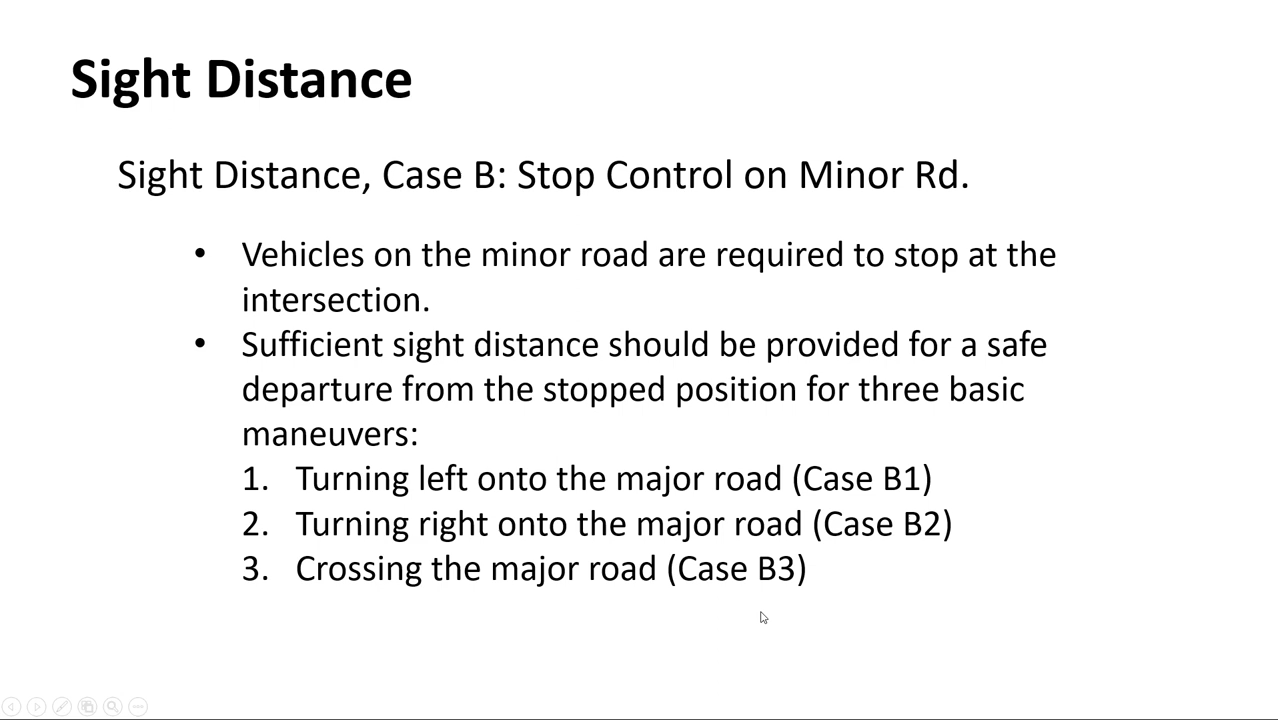 Sight Distance
Sight Distance, Case B: Stop Control on Minor Rd.
• Vehicles on the minor road are required to stop at the
intersection.
• Sufficient sight distance should be provided for a safe
departure from the stopped position for three basic
maneuvers:
1. Turning left onto the major road (Case B1)
2. Turning right onto the major road (Case B2)
3. Crossing the major road (Case B3)